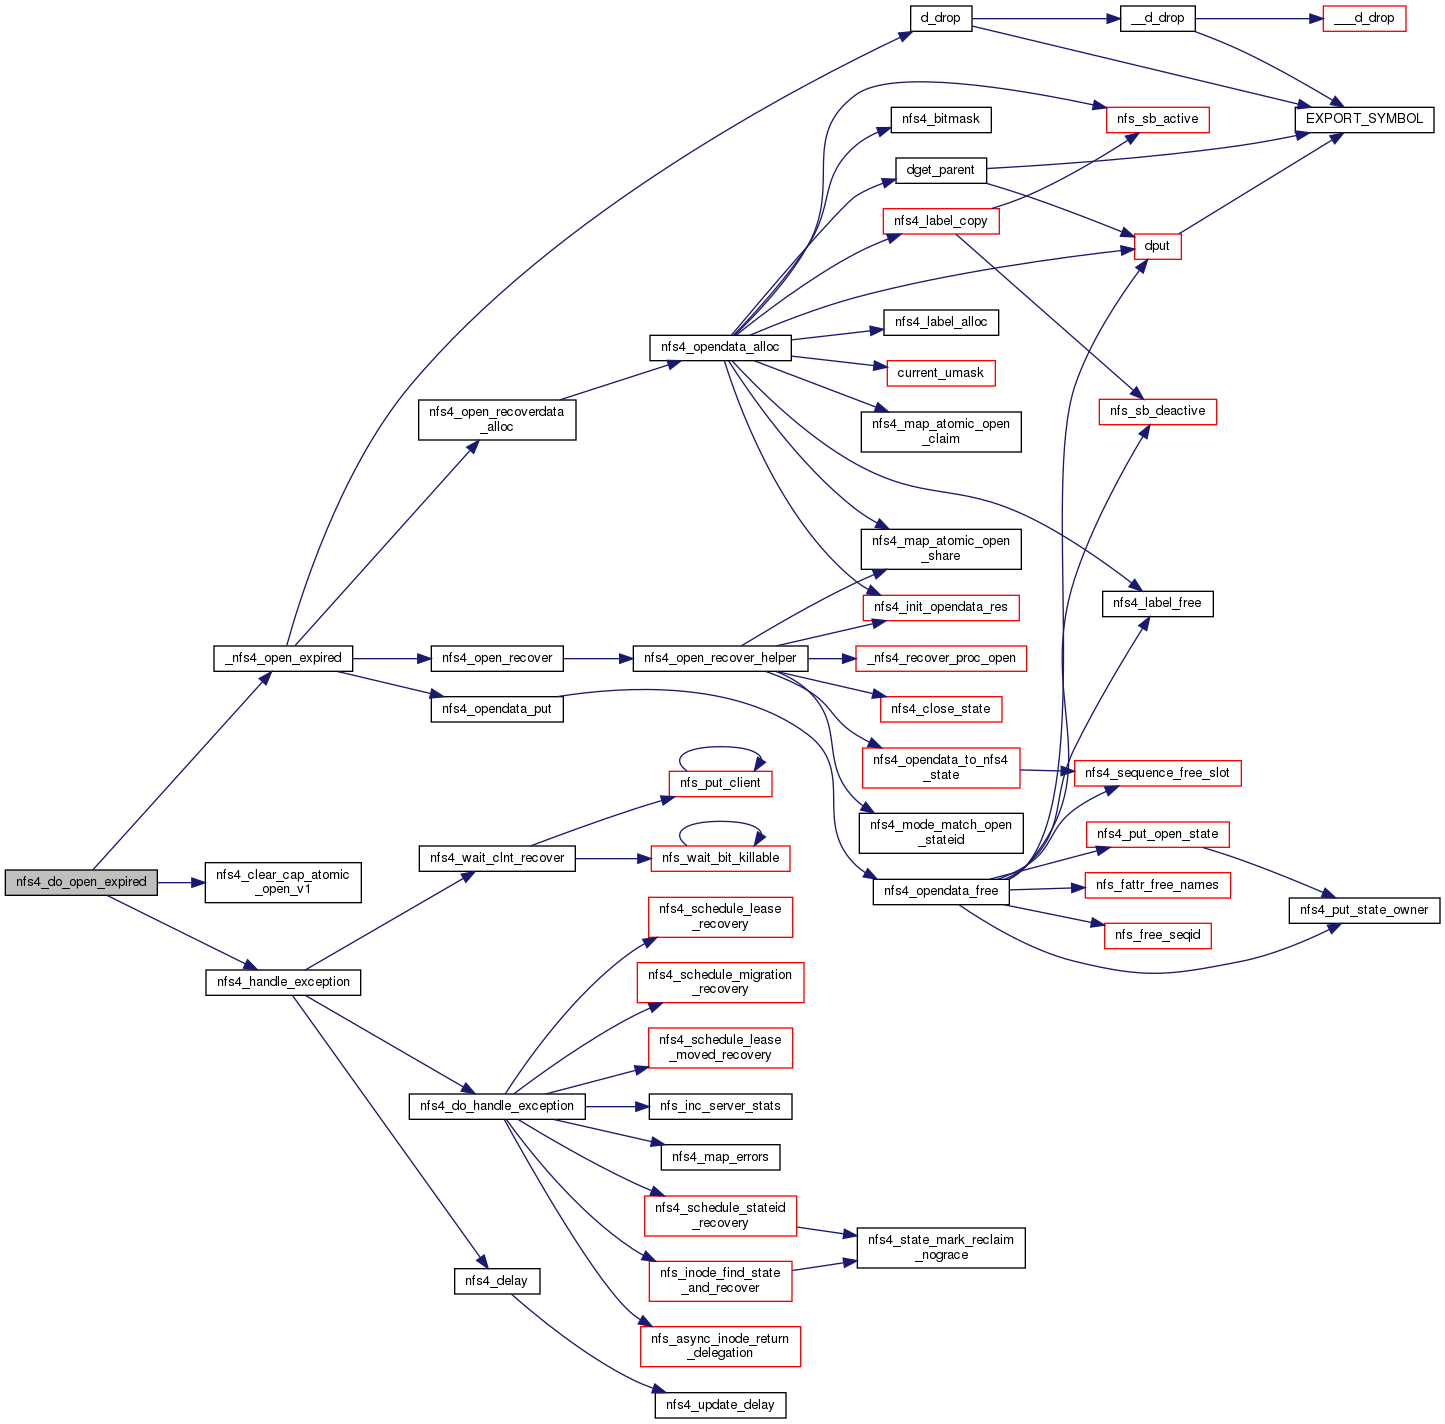 d_drop
__d_drop
___d_drop
EXPORT_SYMBOL
nfs4_bitmask
nfs_sb_active
dget_parent
nfs4_label_copy
dput
nfs4_label_alloc
nfs4_opendata_alloc
current_umask
nfs4_open_recoverdata
_alloc
nfs4_map_atomic_open
_claim
nfs_sb_deactive
nfs4_map_atomic_open
_share
nfs4_init_opendata_res
nfs4_label_free
_nfs4_open_expired
nfs4_open_recover
nfs4_open_recover_helper
_nfs4_recover_proc_open
nfs4_opendata_put
nfs4_close_state
nfs4_opendata_to_nfs4
_state
nfs4_sequence_free_slot
nfs_put_client
nfs4_mode_match_open
_stateid
nfs4_put_open_state
nfs4_wait_clnt_recover
nfs_wait_bit_killable
nfs4_do_open_expired
nfs4_clear_cap_atomic
_open_v1
nfs4_opendata_free
nfs_fattr_free_names
nfs4_put_state_owner
nfs_free_seqid
nfs4_schedule_lease
_recovery
nfs4_handle_exception
nfs4_schedule_migration
_recovery
nfs4_schedule_lease
_moved_recovery
nfs4_do_handle_exception
nfs_inc_server_stats
nfs4_map_errors
nfs4_schedule_stateid
_recovery
nfs4_state_mark_reclaim
_nograce
nfs4_delay
nfs_inode_find_state
_and_recover
nfs_async_inode_return
_delegation
nfs4_update_delay